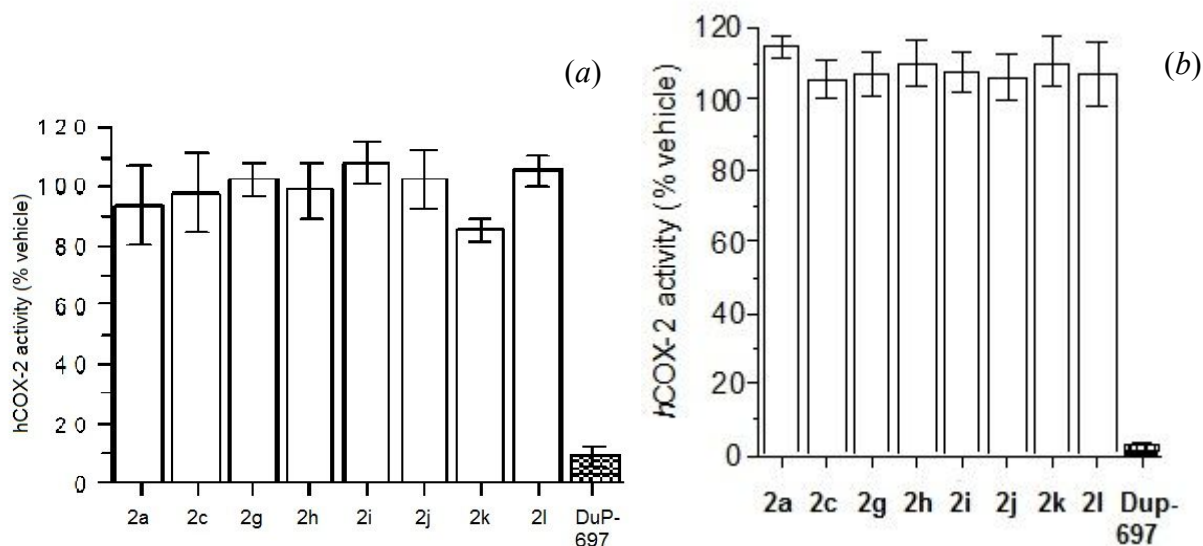 (a)
hCOX-2 activity (% vehicle)
120
100
80
60
40
20
0
2a 2c 2g 2h 2i 2j 2k 2l DuP-
697
(b)
hCOX-2 activity (% vehicle)
120
100
80
60
40
20
0
2a 2c 2g 2h 2i 2j 2k 2l Dup-
697